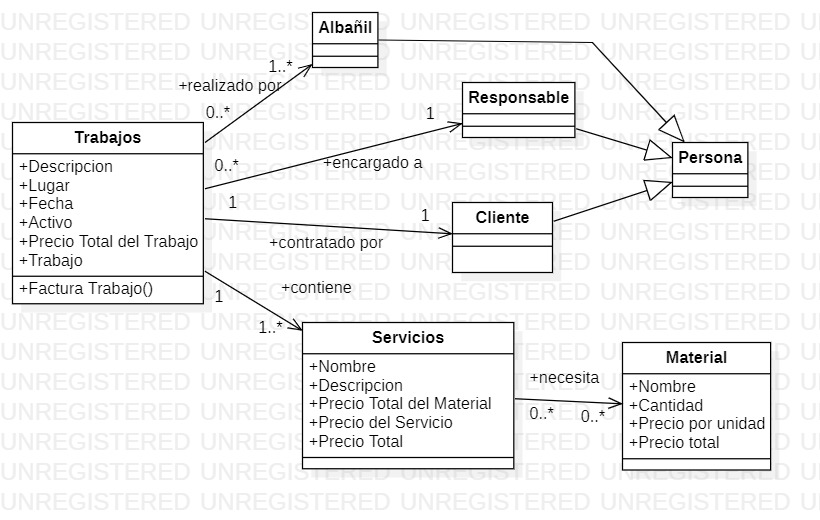 UNREGISTERED UNREGISTERED UNREGISTERED UNREGISTERED
Albañil
1..*
+realizado por
0..*
Responsable
1
0..*
+encargado a
Persona
Trabajos
+Descripcion
+Lugar
+Fecha
+Activo
+Precio Total del Trabajo
+Trabajo
+Factura Trabajo()
1
1
+contratado por
Cliente
1
+contiene
1..*
Servicios
+Nombre
+Descripcion
+Precio Total del Material
+Precio del Servicio
+Precio Total
+necesita
0..*
0..*
Material
+Nombre
+Cantidad
+Precio por unidad
+Precio total